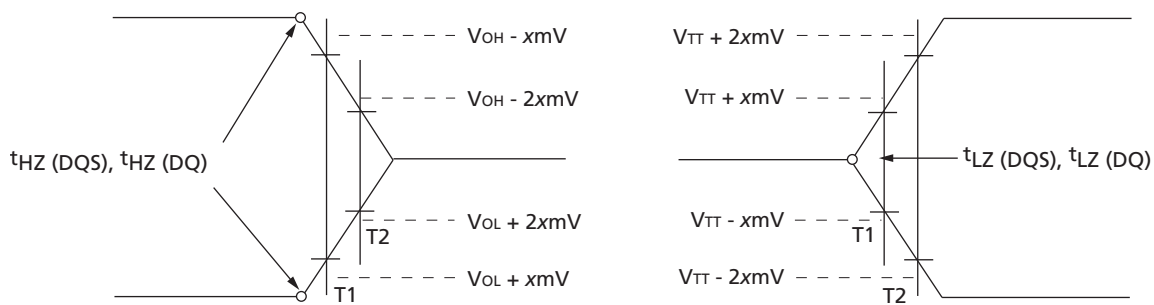 VOH - xmV
VOH - 2xmV
tHZ (DQS), tHZ (DQ)
VOL + 2xmV
T2
VOL + xmV
T1
VTT + 2xmV
VTT + xmV
tLZ (DQS), tLZ (DQ)
VTT - xmV
T1
VTT - 2xmV
T2